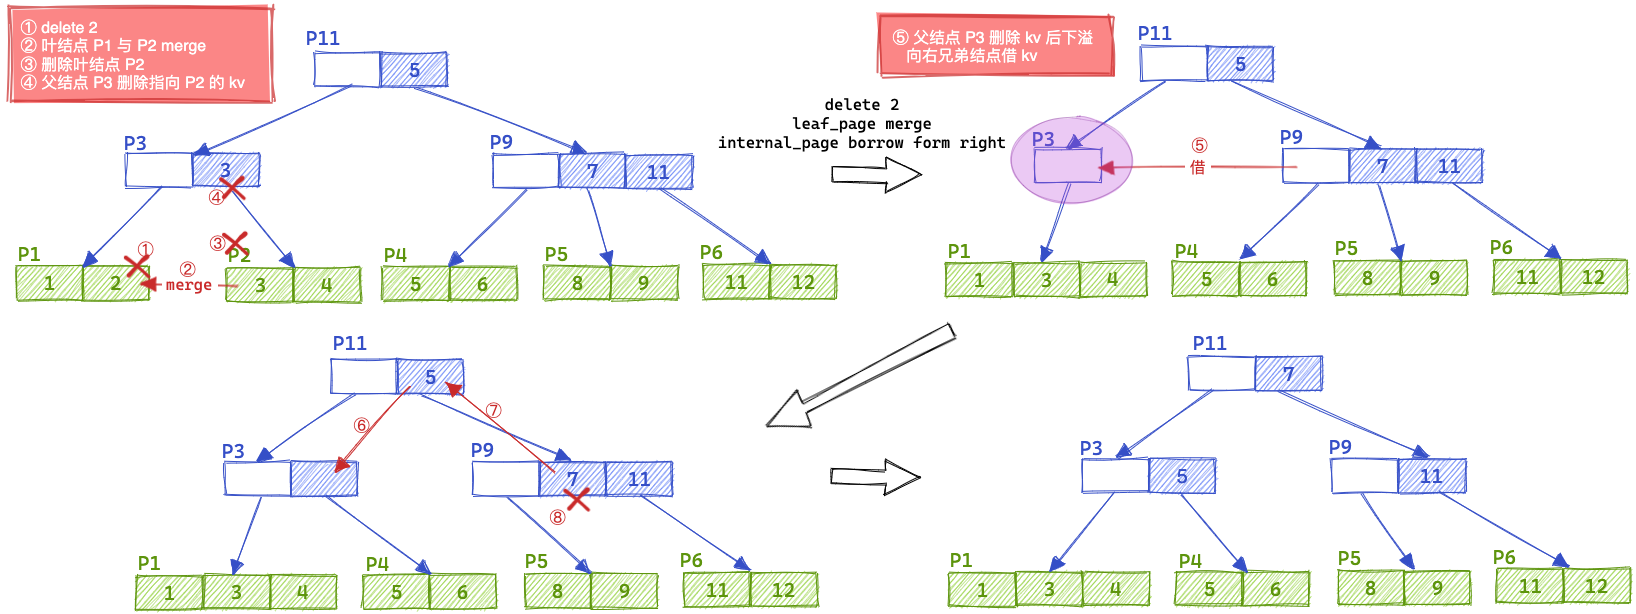 ① delete 2
② 叶结点 P1 与 P2 merge
③ 删除叶结点 P2
④ 父结点 P3 删除指向 P2 的 kv
P11
5
P3
3
④
P9
7 11
P1
1 2
①
②
merge
③
P2
3 4
P4
5 6
P5
8 9
P6
11 12
delete 2
leaf_page merge
internal_page borrow form right
⑤ 父结点 P3 删除 kv 后下溢
向右兄弟结点借 kv
P11
5
P3
⑤
借
P9
7 11
P1
1 3 4
P4
5 6
P5
8 9
P6
11 12
P11
5
⑥
⑦
P3
P9
7 11
⑧
P1
1 3 4
P4
5 6
P5
8 9
P6
11 12
P11
7
P3
5
P9
11
P1
1 3 4
P4
5 6
P5
8 9
P6
11 12